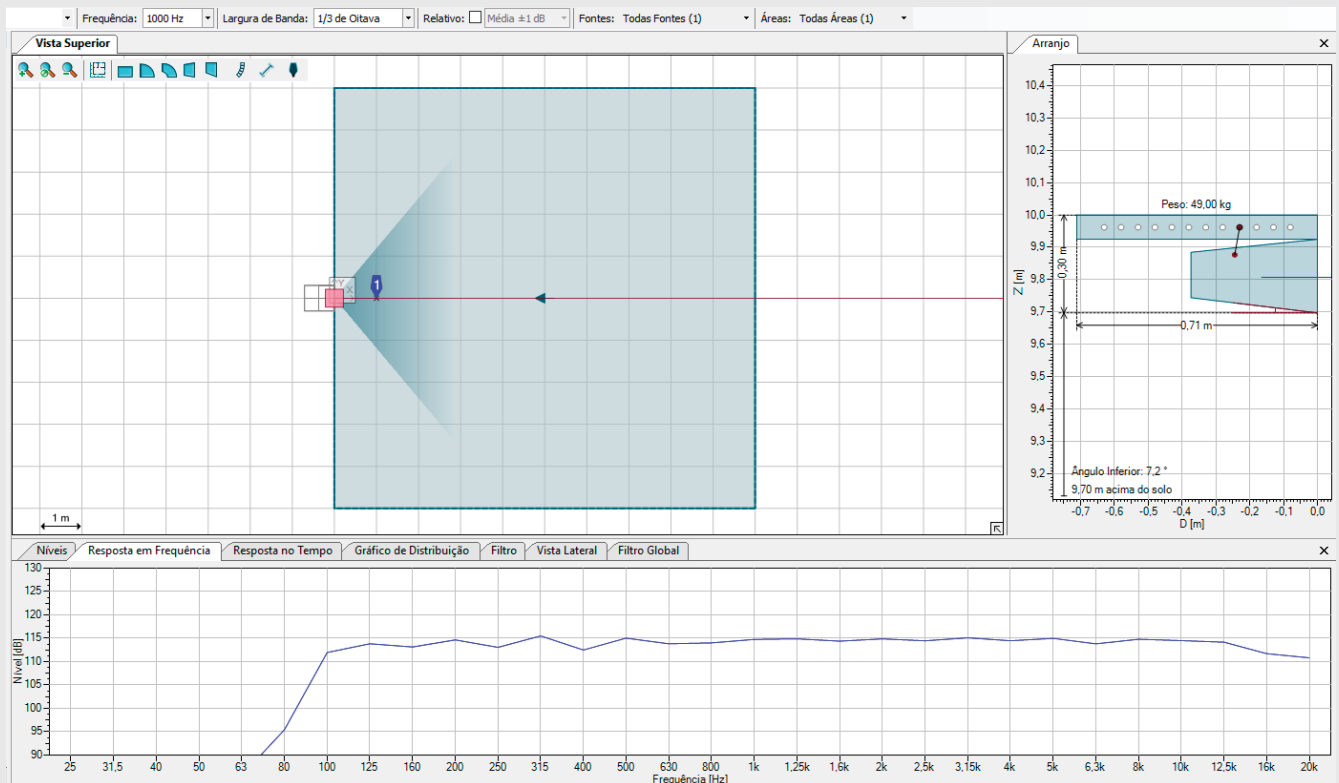 Frequência: 1000 Hz Largura de Banda: 1/3 de Oitava Relativo: Média ±1 dB Fontes: Todas Fontes (1) Áreas: Todas Áreas (1)
Vista Superior
1
Y
X
1 m
Arranjo
10,4
10,3
10,2
10,1
10,0
9,9
9,8
9,7
9,6
9,5
9,4
9,3
9,2
Z [m]
Peso: 49,00 kg
0,30 m
0,71 m
Ângulo Inferior: 7,2 °
9,70 m acima do solo
-0,7 -0,6 -0,5 -0,4 -0,3 -0,2 -0,1 0,0
D [m]
Níveis Resposta em Frequência Resposta no Tempo Gráfico de Distribuição Filtro Vista Lateral Filtro Global
130
125
120
115
110
105
100
95
90
Nível [dB]
25 31,5 40 50 63 80 100 125 160 200 250 315 400 500 630 800 1k 1,25k 1,6k 2k 2,5k 3,15k 4k 5k 6,3k 8k 10k 12,5k 16k 20k
Frequência [Hz]